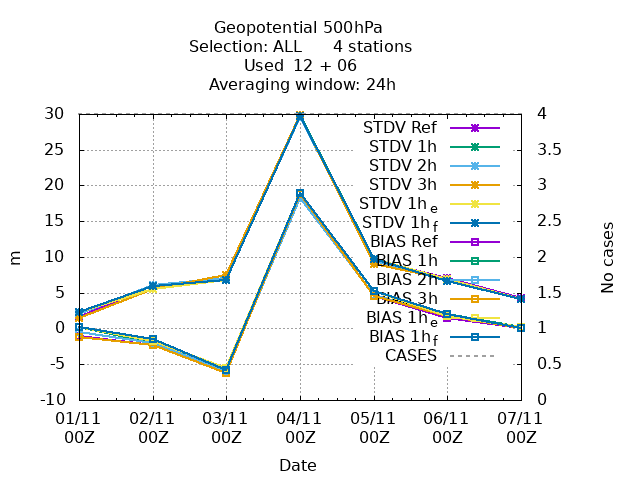 Geopotential 500hPa
Selection: ALL 4 stations
Used 12 + 06
Averaging window: 24h
30 4
25 3.5
20 3
15 2.5
10 2
5 1.5
0 1
-5 0.5
-10 0
m
No cases
STDV Ref
STDV 1h
STDV 2h
STDV 3h
STDV 1h e
STDV 1h f
BIAS Ref
BIAS 1h
BIAS 2h
BIAS 3h
BIAS 1h e
BIAS 1h f
CASES
01/11 02/11 03/11 04/11 05/11 06/11 07/11
00Z 00Z 00Z 00Z 00Z 00Z 00Z
Date